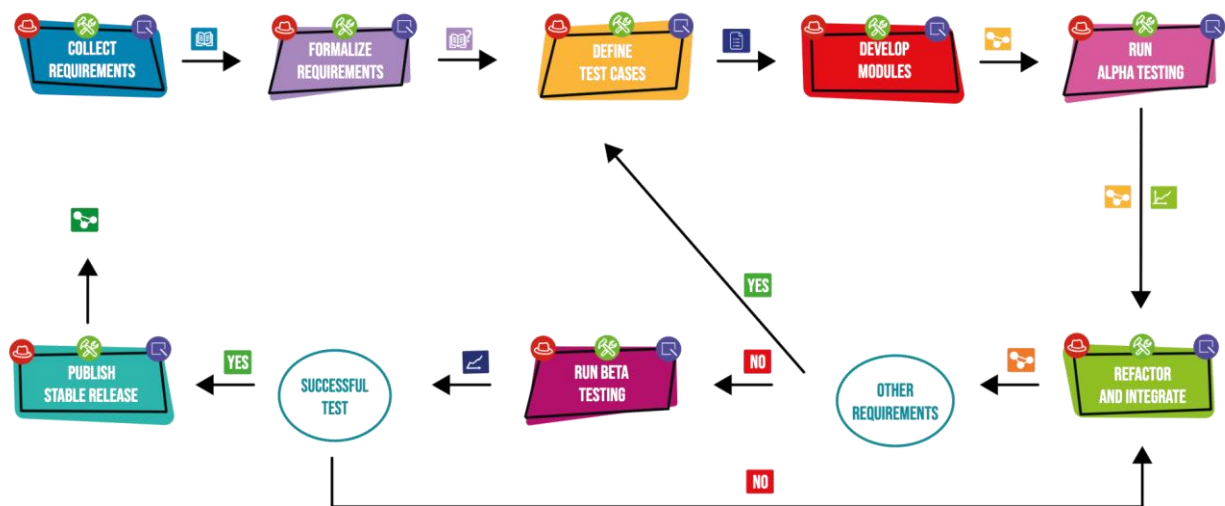 COLLECT
REQUIREMENTS
FORMALIZE
REQUIREMENTS
DEFINE
TEST CASES
DEVELOP
MODULES
RUN
ALPHA TESTING
YES
PUBLISH
STABLE RELEASE
YES
SUCCESSFUL
TEST
RUN BETA
TESTING
NO
OTHER
REQUIREMENTS
REFACTOR
AND INTEGRATE
NO